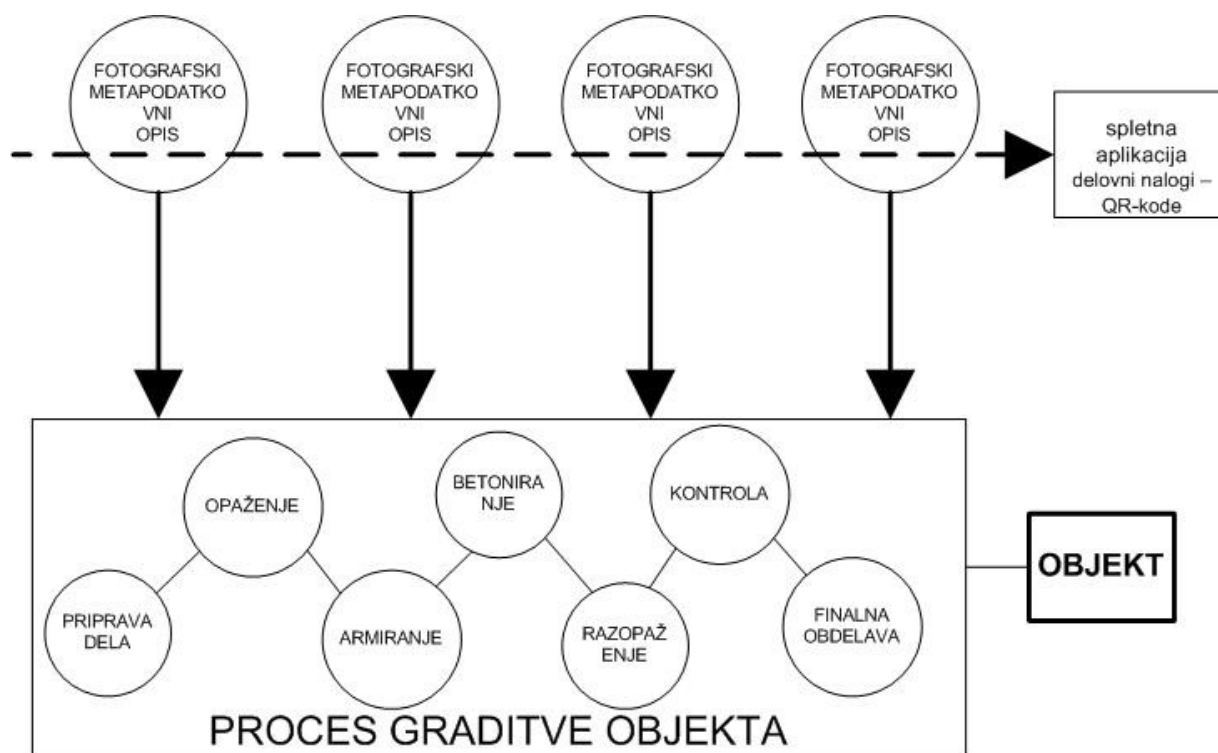 FOTOGRAFSKI
METAPODATKO
VNI
OPIS
FOTOGRAFSKI
METAPODATKO
VNI
OPIS
FOTOGRAFSKI
METAPODATKO
VNI
OPIS
FOTOGRAFSKI
METAPODATKO
VNI
OPIS
spletna
aplikacija
delovni nalogi –
QR-kode
PRIPRAVA
DELA
OPAŽENJE
ARMIRANJE
BETONIRA
NJE
RAZOPAŽ
ENJE
KONTROLA
FINALNA
OBDELAVA
OBJEKT
PROCES GRADITVE OBJEKTA